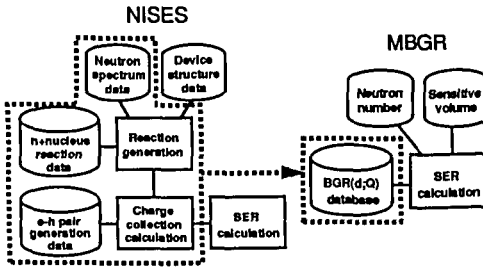 NISES
MBGR
Neutron
spectrum
data
Device
structure
data
n+nucleus
reaction
data
Reaction
generation
e-h pair
generation
data
Charge
collection
calculation
SER
calculation
Neutron
number
Sensitive
volume
BGR(d;Q)
database
SER
calculation